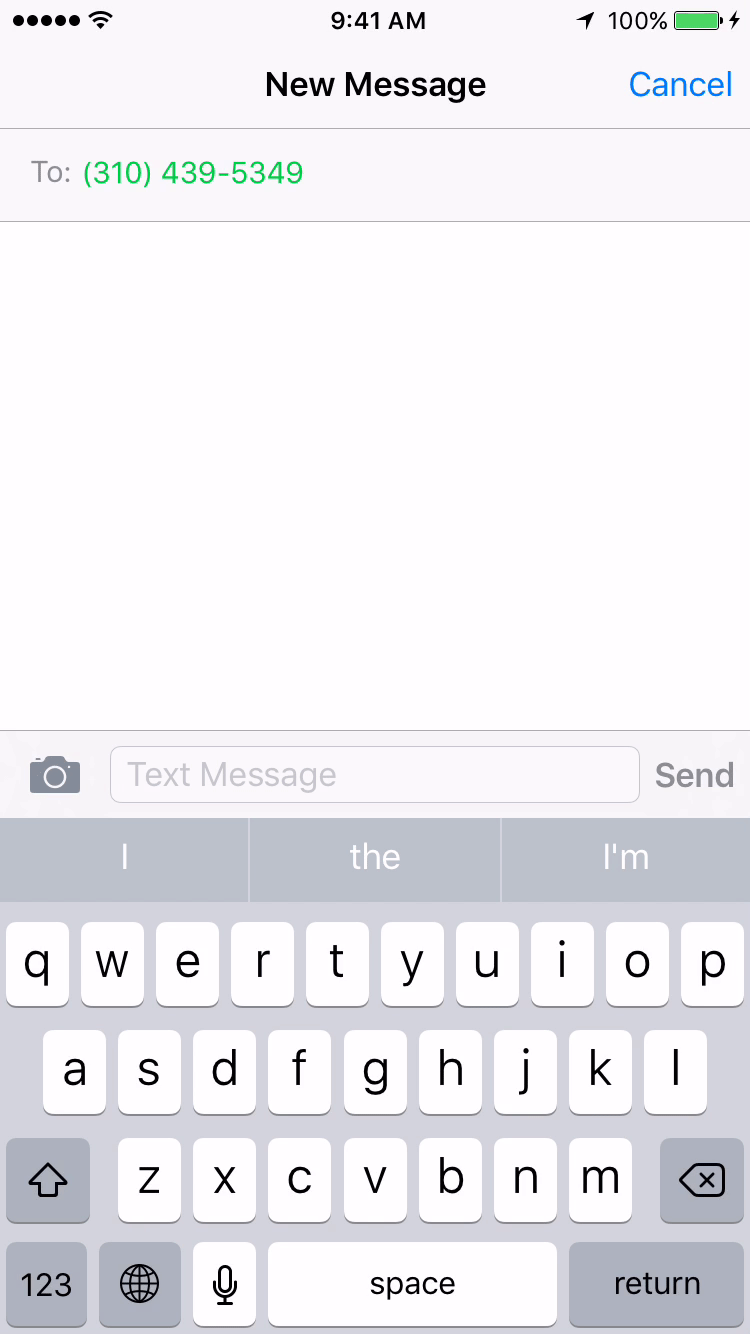 9:41 AM 100%
New Message Cancel
To: (310) 439-5349
Text Message Send
I the I'm
q w e r t y u i o p
a s d f g h j k l
z x c v b n m
123 space return